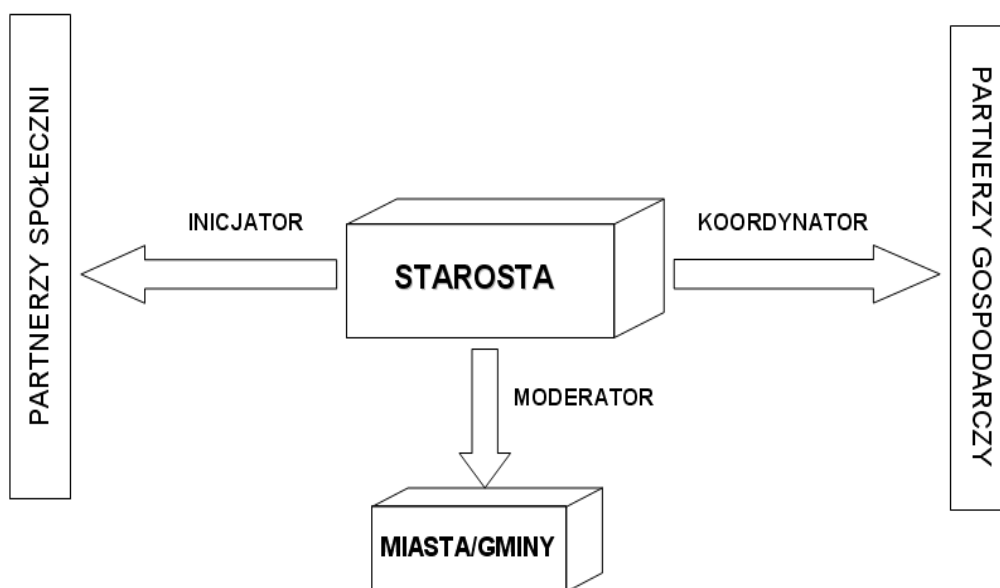 PARTNERZY SPOŁECZNI
INICJATOR
STAROSTA
KOORDYNATOR
PARTNERZY GOSPODARCZY
MODERATOR
MIASTA/GMINY